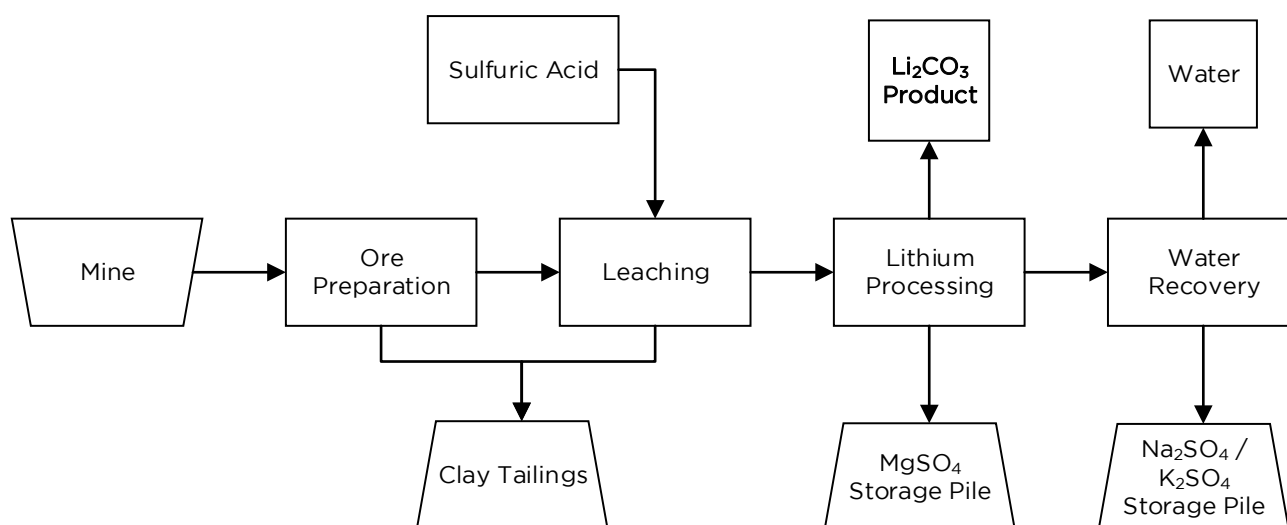 Sulfuric Acid
Li₂CO₃
Product
Water
Mine
Ore
Preparation
Leaching
Lithium
Processing
Water
Recovery
Clay Tailings
MgSO₄
Storage Pile
Na₂SO₄ /
K₂SO₄
Storage Pile